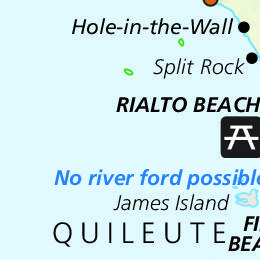 Hole-in-the-Wall
Split Rock
RIALTO BEACH
No river ford possible
James Island
QUILEUTE